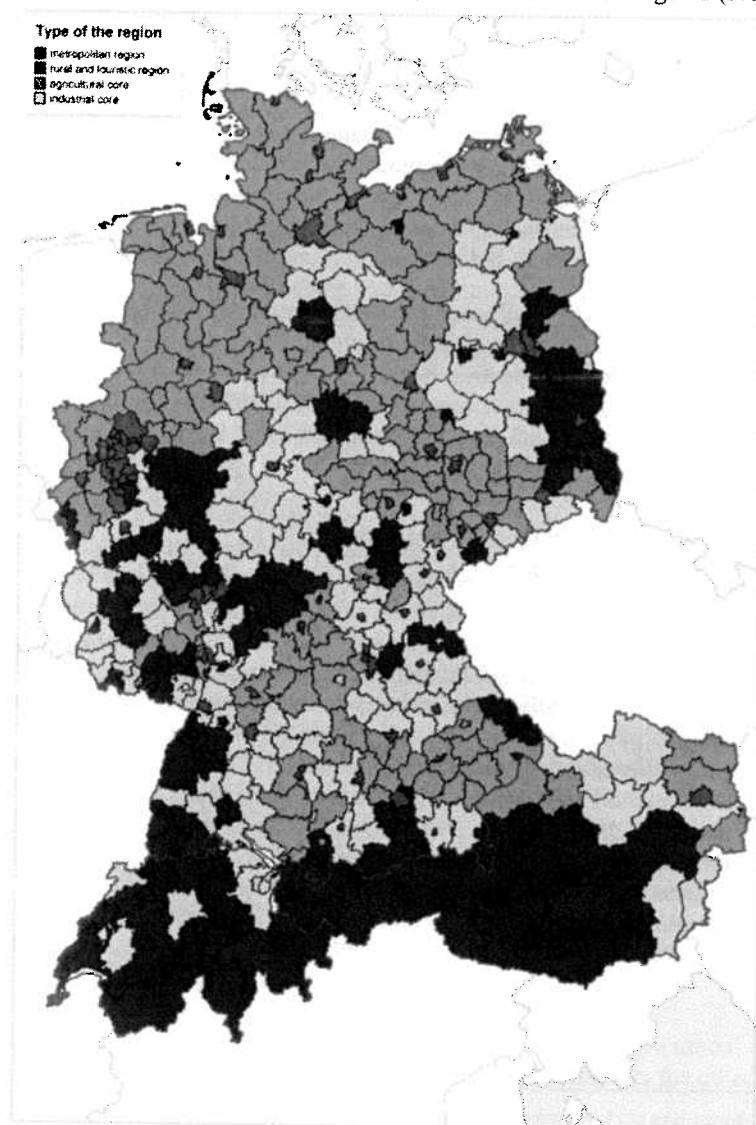 Type of the region
metropolitan region
rural and touristic region
agricultural core
industrial core